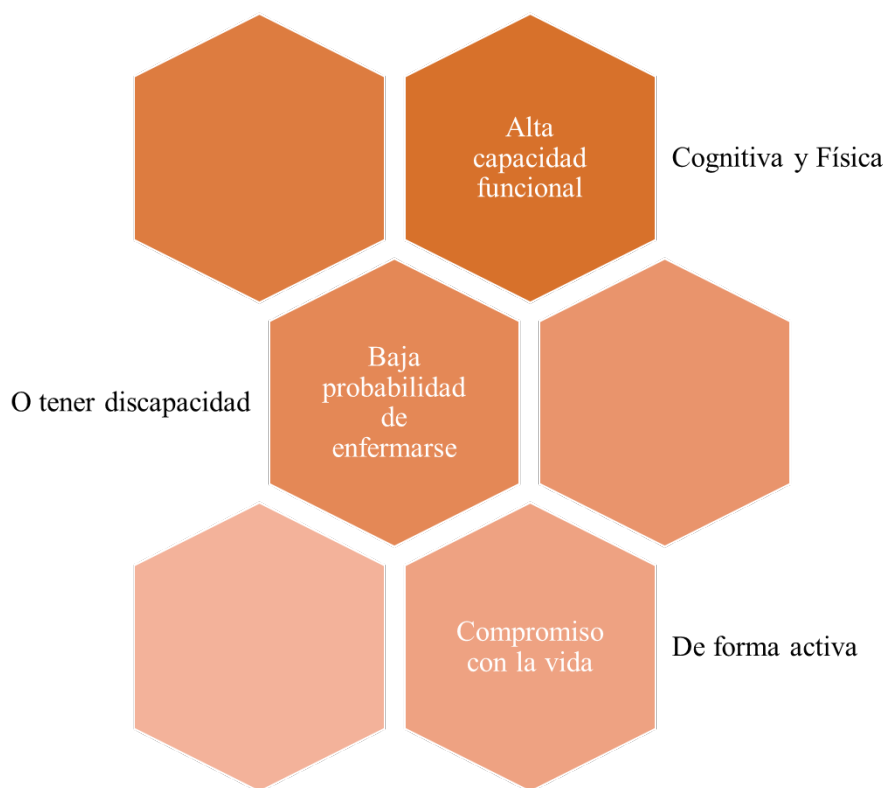 Alta
capacidad
funcional
Cognitiva y Física
Baja
probabilidad
de
enfermarse
O tener discapacidad
Compromiso
con la vida
De forma activa